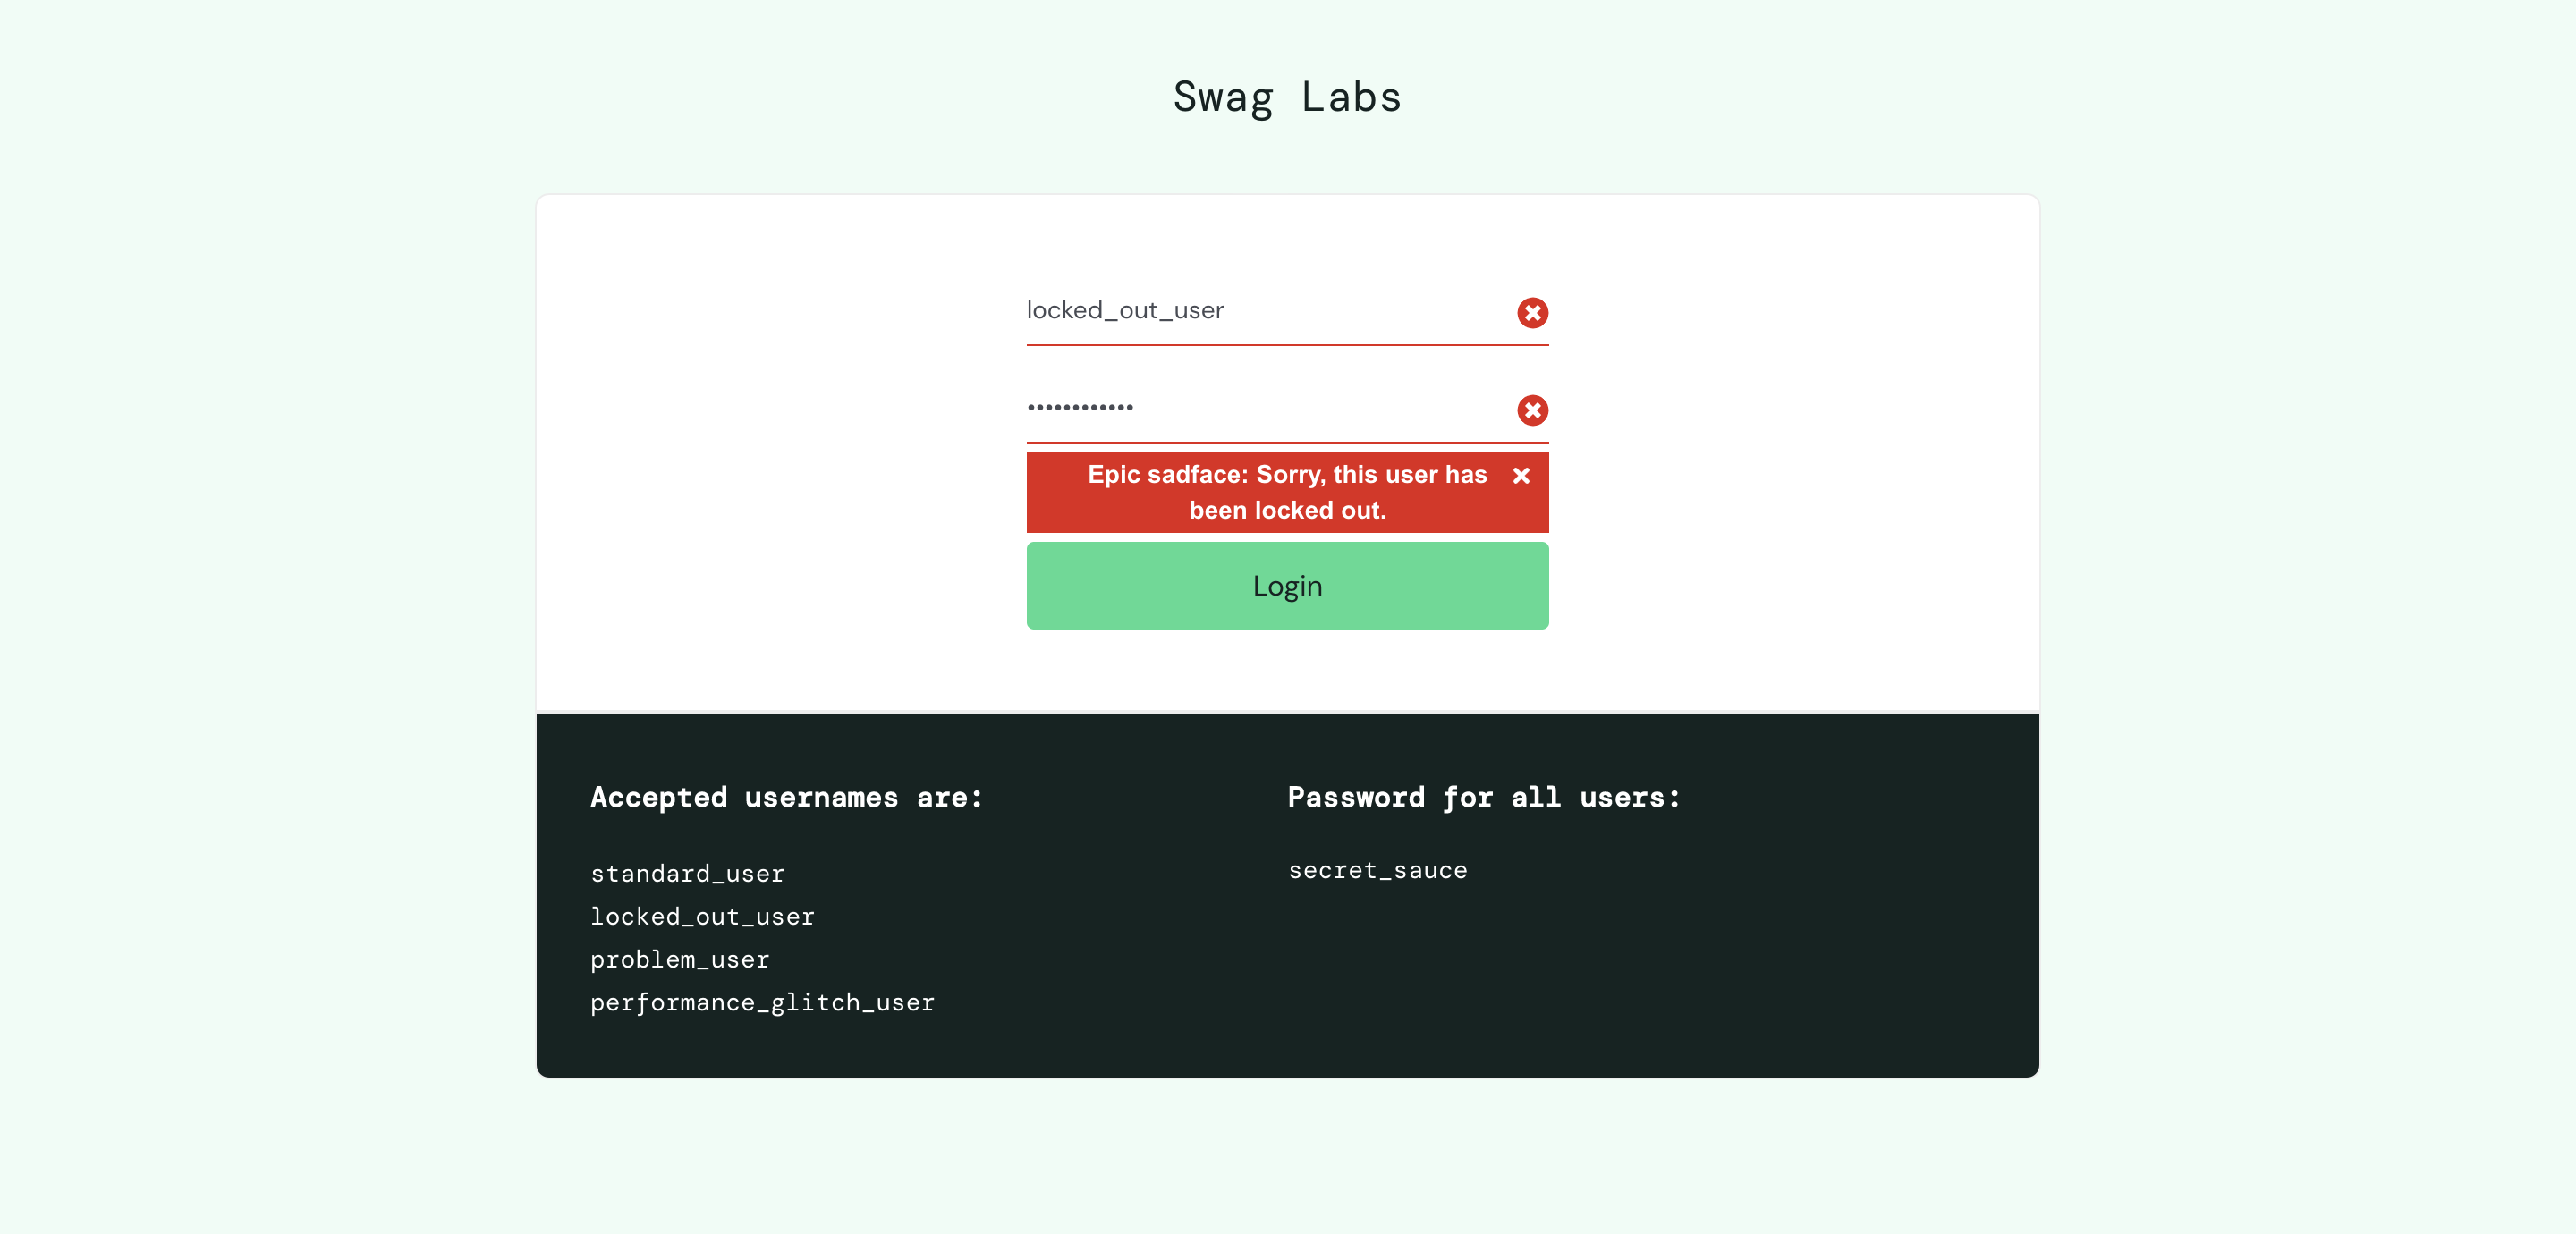 Swag Labs
locked_out_user
••••••••••••
Epic sadface: Sorry, this user has
been locked out.
Login
Accepted usernames are:
standard_user
locked_out_user
problem_user
performance_glitch_user
Password for all users:
secret_sauce